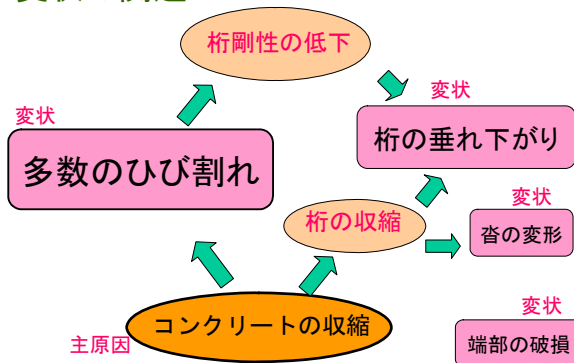 桁剛性の低下
変状
変状
多数のひび割れ
桁の垂れ下がり
変状
桁の収縮
沓の変形
変状
コンクリートの収縮
主原因
端部の破損